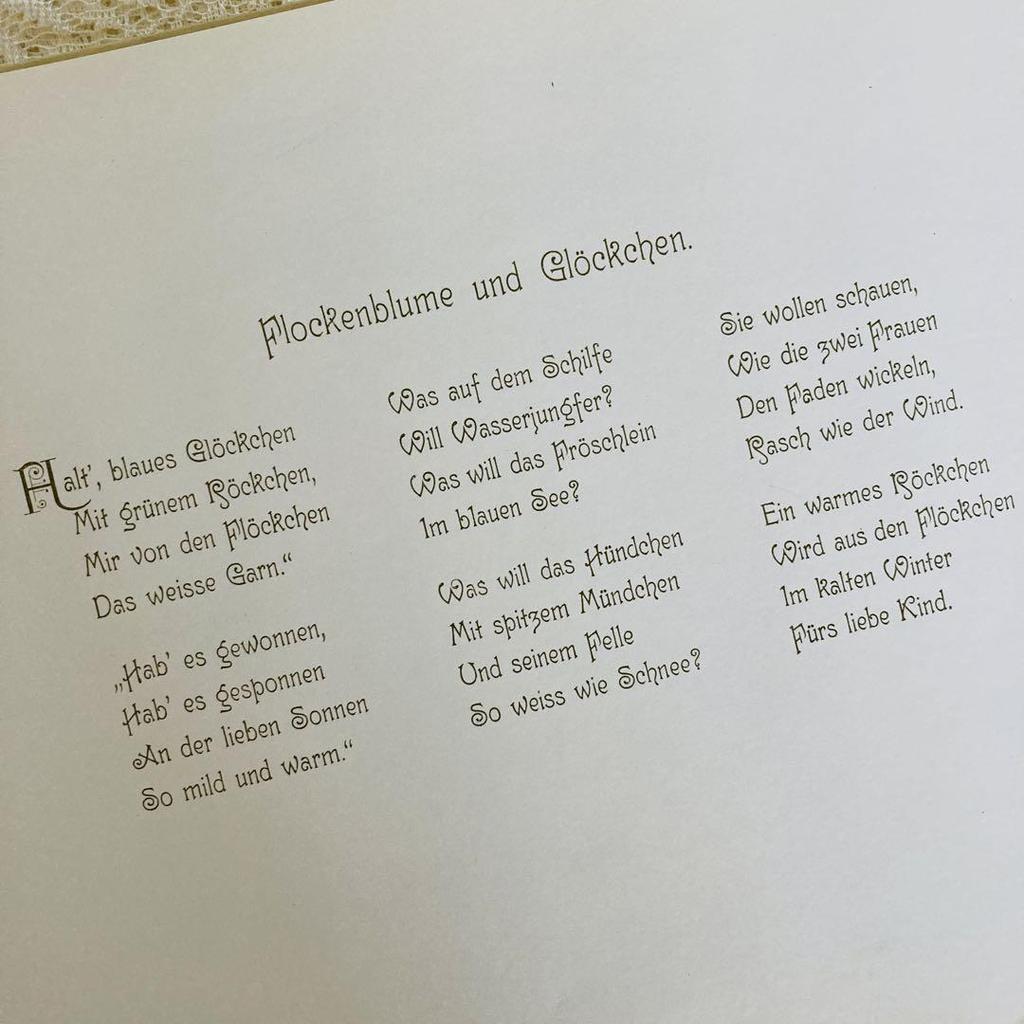 Flockenblume und Glöckchen.
Halt', blaues Glöckchen
Mit grünem Röckchen,
Mir von den Flöckchen
Das weisse Garn.“
„Hab' es gewonnen,
Hab' es gesponnen
An der lieben Sonnen
So mild und warm.“
Was auf dem Schilfe
Will Wasserjungfer?
Was will das Fröschlein
Im blauen See?
Was will das Hündchen
Mit spitzem Mündchen
Und seinem Felle
So weiss wie Schnee?
Sie wollen schauen,
Wie die zwei Frauen
Den Faden wickeln,
Rasch wie der Wind.
Ein warmes Röckchen
Wird aus den Flöckchen
Im kalten Winter
Fürs liebe Kind.